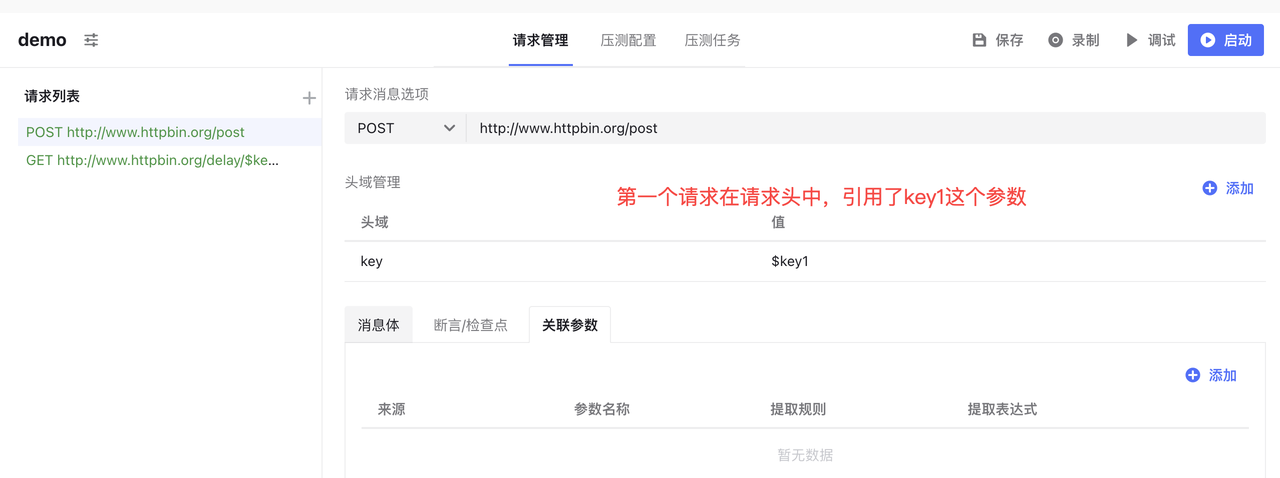 demo
请求管理 压测配置 压测任务
保存 录制 调试 启动
请求列表
POST http://www.httpbin.org/post
GET http://www.httpbin.org/delay/$ke...
请求消息选项
POST http://www.httpbin.org/post
头域管理
第一个请求在请求头中，引用了key1这个参数
添加
头域 值
key $key1
消息体 断言/检查点 关联参数
添加
来源 参数名称 提取规则 提取表达式
暂无数据